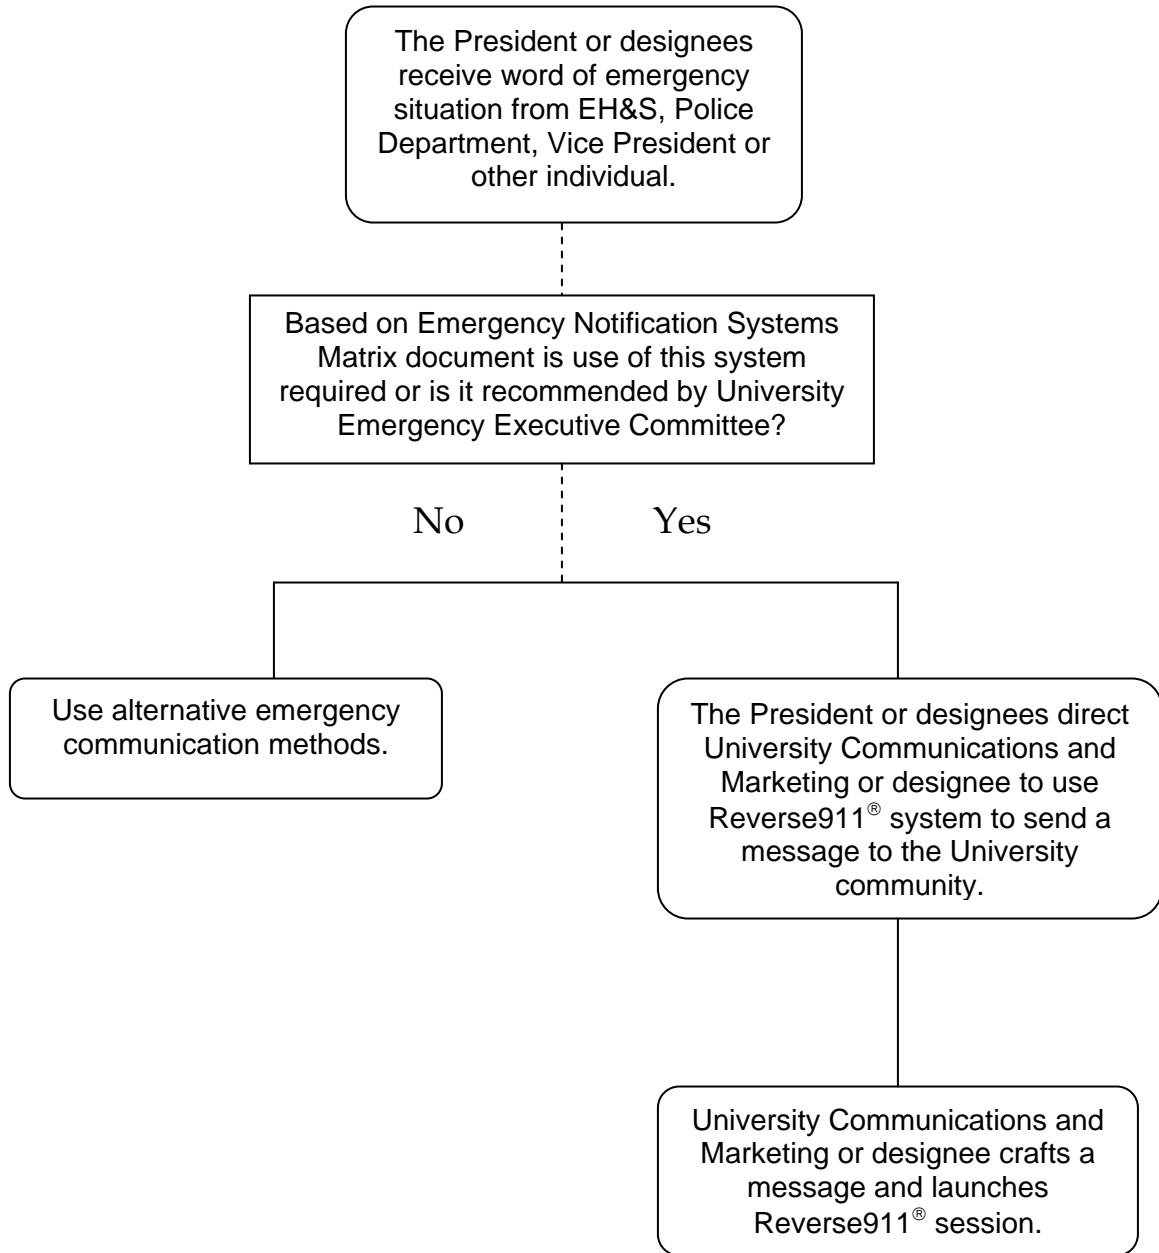 The President or designees
receive word of emergency
situation from EH&S, Police
Department, Vice President or
other individual.
Based on Emergency Notification Systems
Matrix document is use of this system
required or is it recommended by University
Emergency Executive Committee?
No
Yes
Use alternative emergency
communication methods.
The President or designees direct
University Communications and
Marketing or designee to use
Reverse911® system to send a
message to the University
community.
University Communications and
Marketing or designee crafts a
message and launches
Reverse911® session.